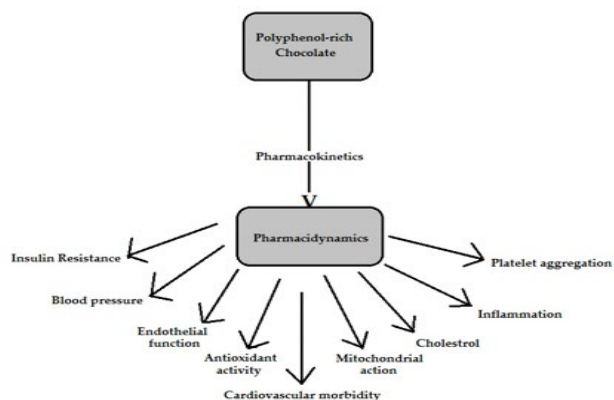 Polyphenol-rich
Chocolate
Pharmacokinetics
Pharmacidynamics
Insulin Resistance
Platelet aggregation
Blood pressure
Inflammation
Endothelial
function
Cholestrol
Antioxidant
activity
Mitochondrial
action
Cardiovascular morbidity